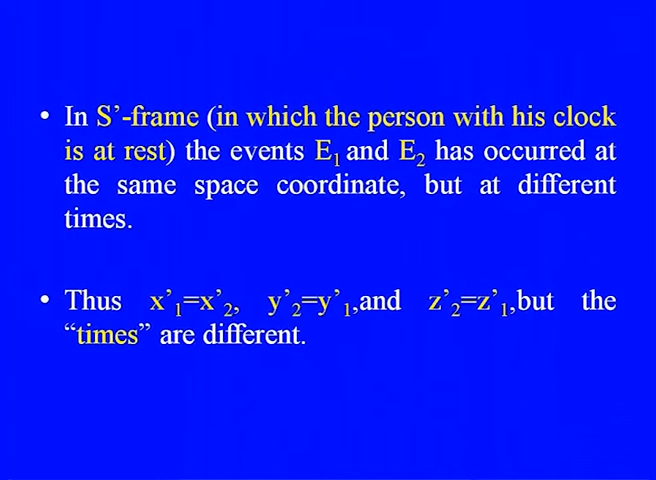 • In S’-frame (in which the person with his clock
is at rest) the events E₁ and E₂ has occurred at
the same space coordinate, but at different
times.
• Thus x’₁=x’₂, y’₂=y’₁,and z’₂=z’₁,but the
“times” are different.